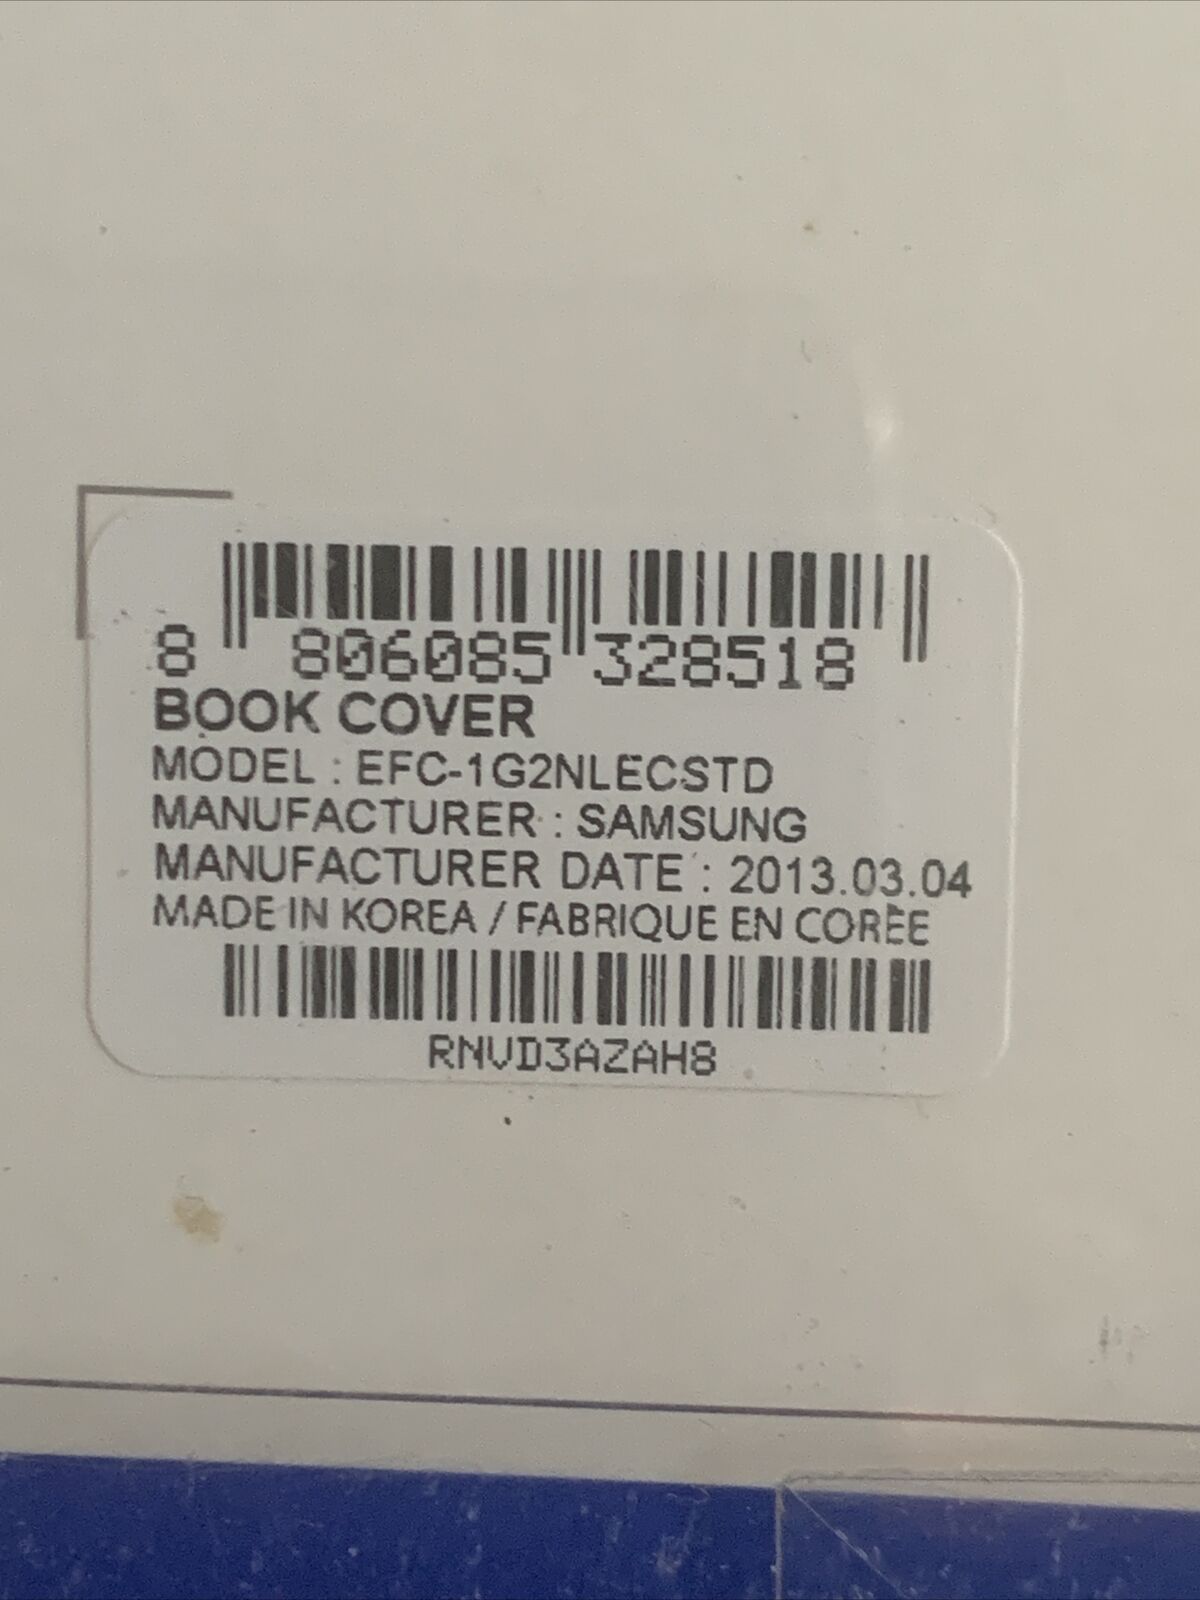 8 806085 328518
BOOK COVER
MODEL : EFC-1G2NLECSTD
MANUFACTURER : SAMSUNG
MANUFACTURER DATE : 2013.03.04
MADE IN KOREA / FABRIQUE EN CORÈE
RNVD3AZAH8